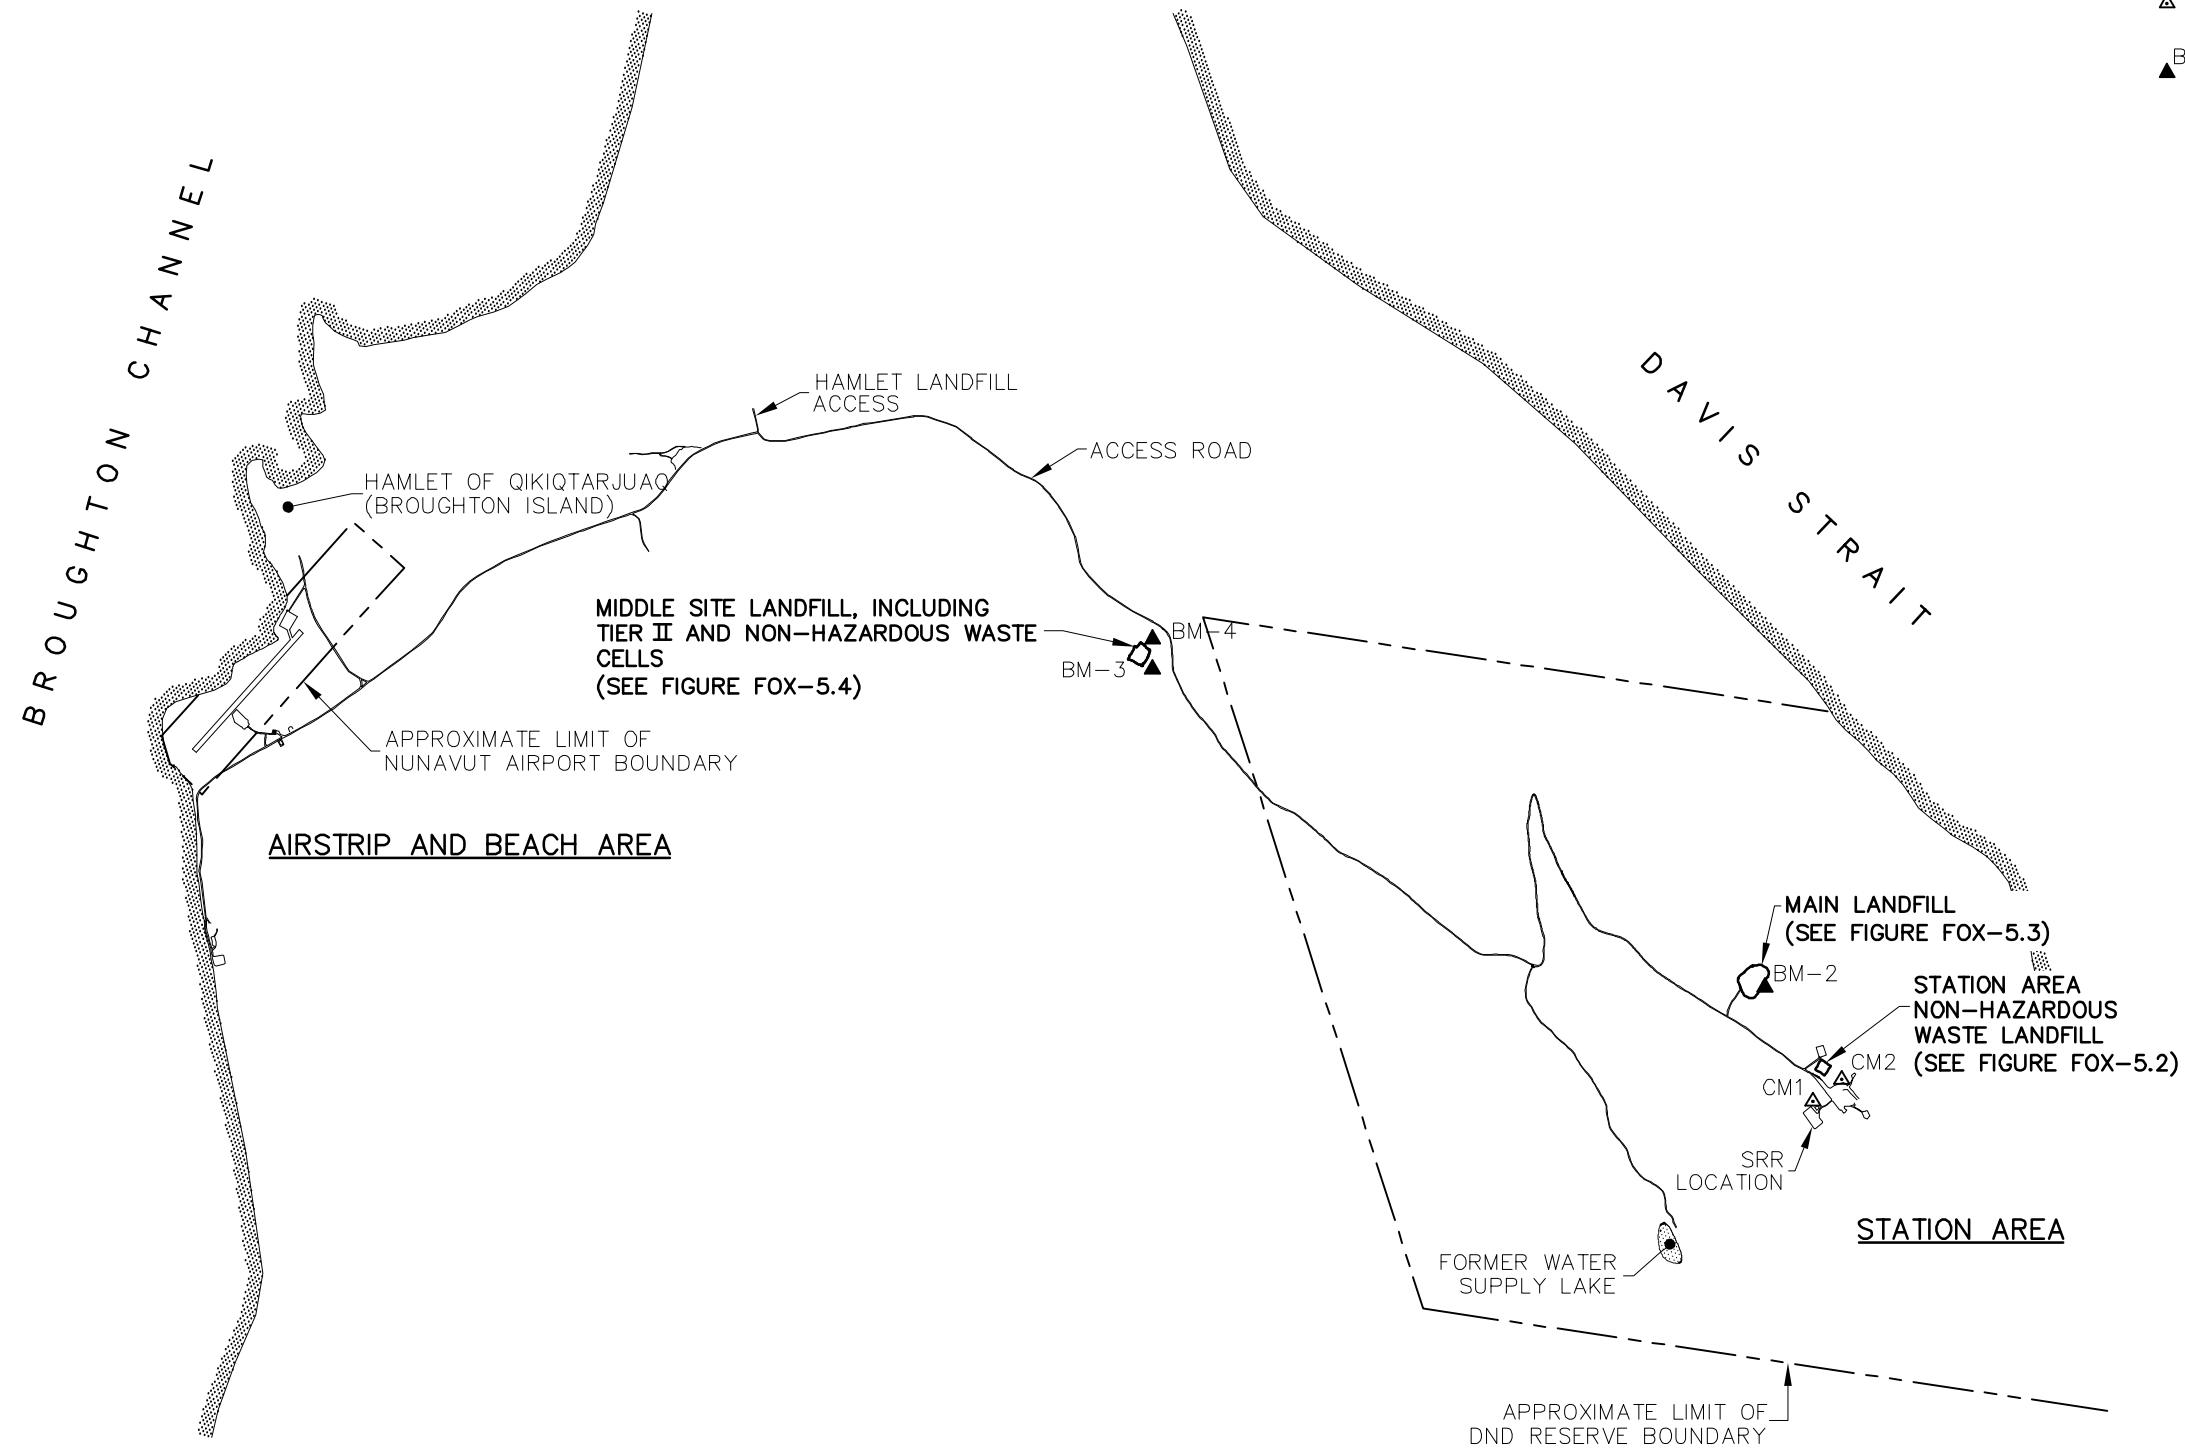 B
BROUGHTON CHANNEL
DAVIS STRAIT
HAMLET LANDFILL
ACCESS
ACCESS ROAD
HAMLET OF QIKIQTARJUAQ
(BROUGHTON ISLAND)
MIDDLE SITE LANDFILL, INCLUDING
TIER II AND NON-HAZARDOUS WASTE
CELLS
(SEE FIGURE FOX-5.4)
BM-4
BM-3
APPROXIMATE LIMIT OF
NUNAVUT AIRPORT BOUNDARY
AIRSTRIP AND BEACH AREA
MAIN LANDFILL
(SEE FIGURE FOX-5.3)
BM-2
STATION AREA
NON-HAZARDOUS
WASTE LANDFILL
(SEE FIGURE FOX-5.2)
CM2
CM1
SRR
LOCATION
STATION AREA
FORMER WATER
SUPPLY LAKE
APPROXIMATE LIMIT OF
DND RESERVE BOUNDARY